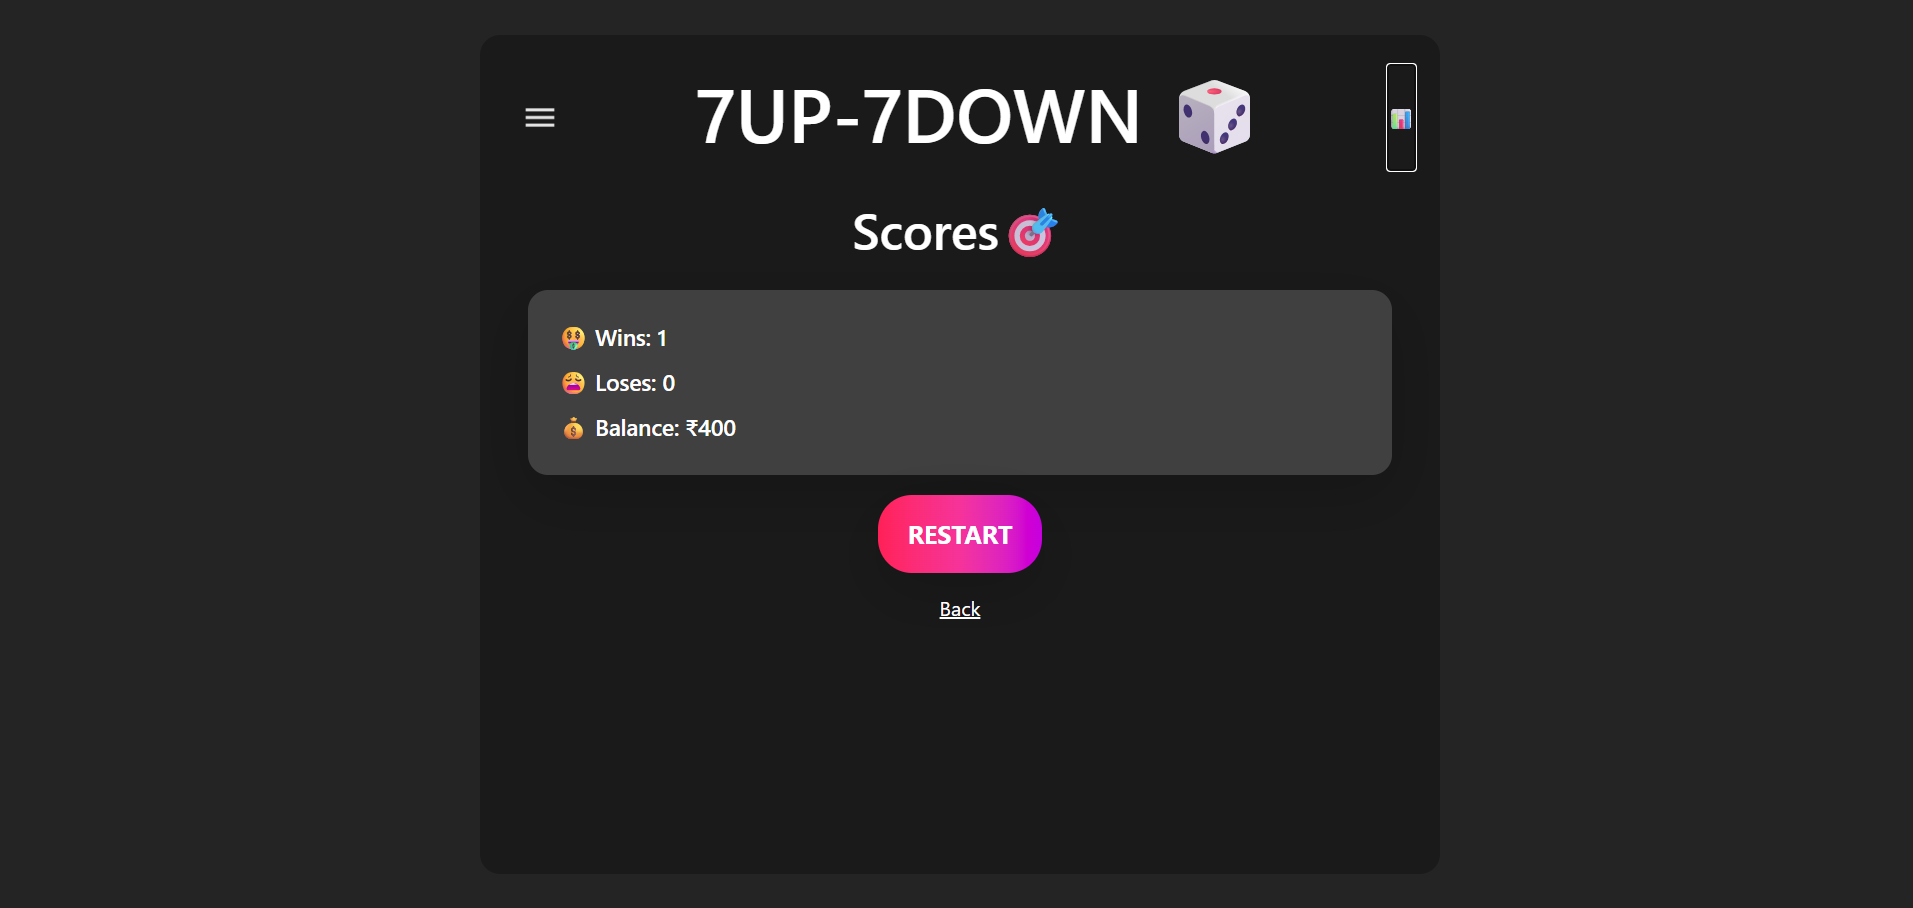 7UP-7DOWN
Scores
Wins: 1
Loses: 0
Balance: ₹400
RESTART
Back